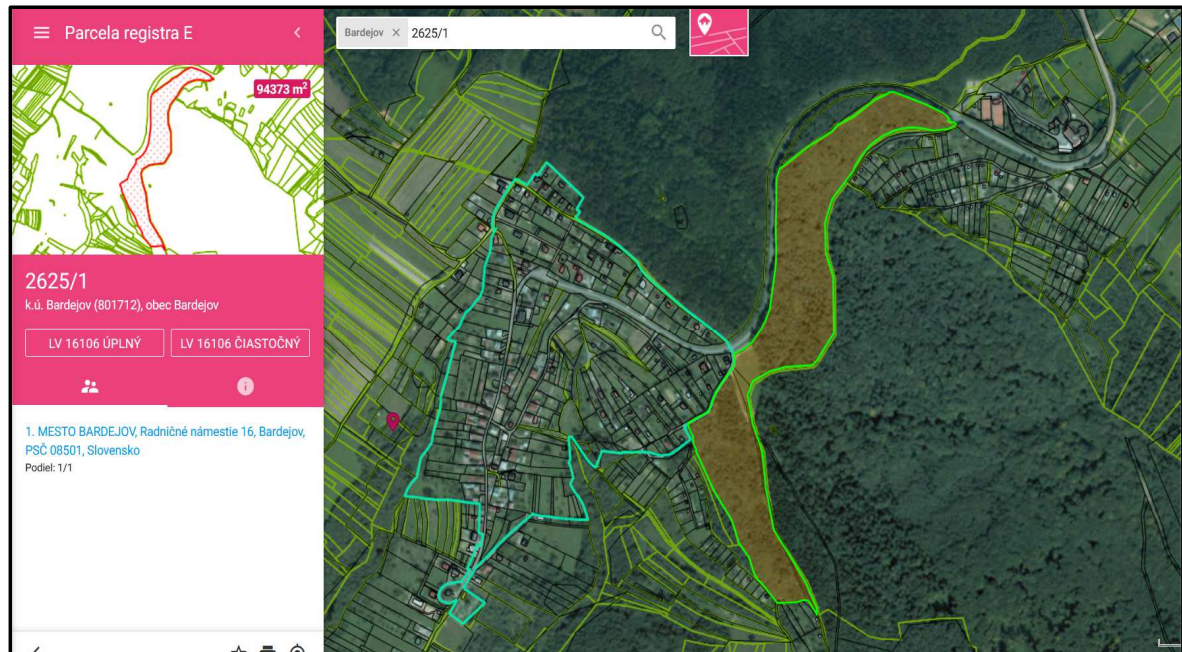 Parcela registra E
94373 m²
2625/1
k.ú. Bardejov (801712), obec Bardejov
LV 16106 ÚPLNÝ
LV 16106 ČIASTOČNÝ
1. MESTO BARDEJOV, Radničné námestie 16, Bardejov,
PSČ 08501, Slovensko
Podiel: 1/1
Bardejov × 2625/1